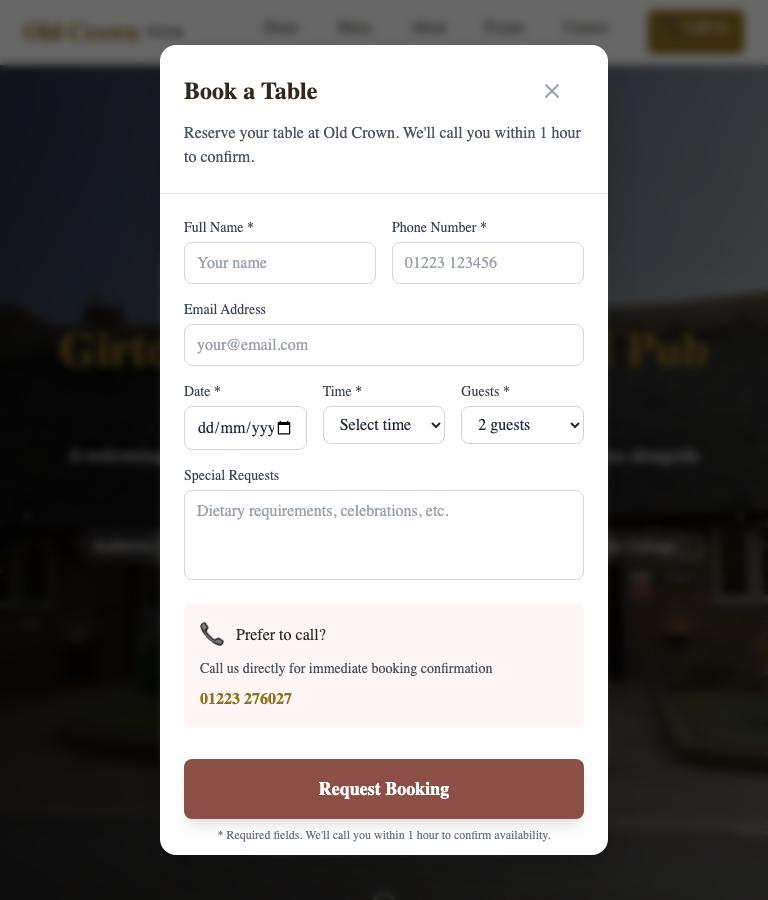 Old Crown
Home Menu About Events Contact
Book a Table
Reserve your table at Old Crown. We'll call you within 1 hour
to confirm.
Full Name *
Phone Number *
Your name
01223 123456
Email Address
your@email.com
Date *
Time *
Guests *
dd/mm/yyy
Select time
2 guests
Special Requests
Dietary requirements, celebrations, etc.
Prefer to call?
Call us directly for immediate booking confirmation
01223 276027
Request Booking
* Required fields. We'll call you within 1 hour to confirm availability.
Pub